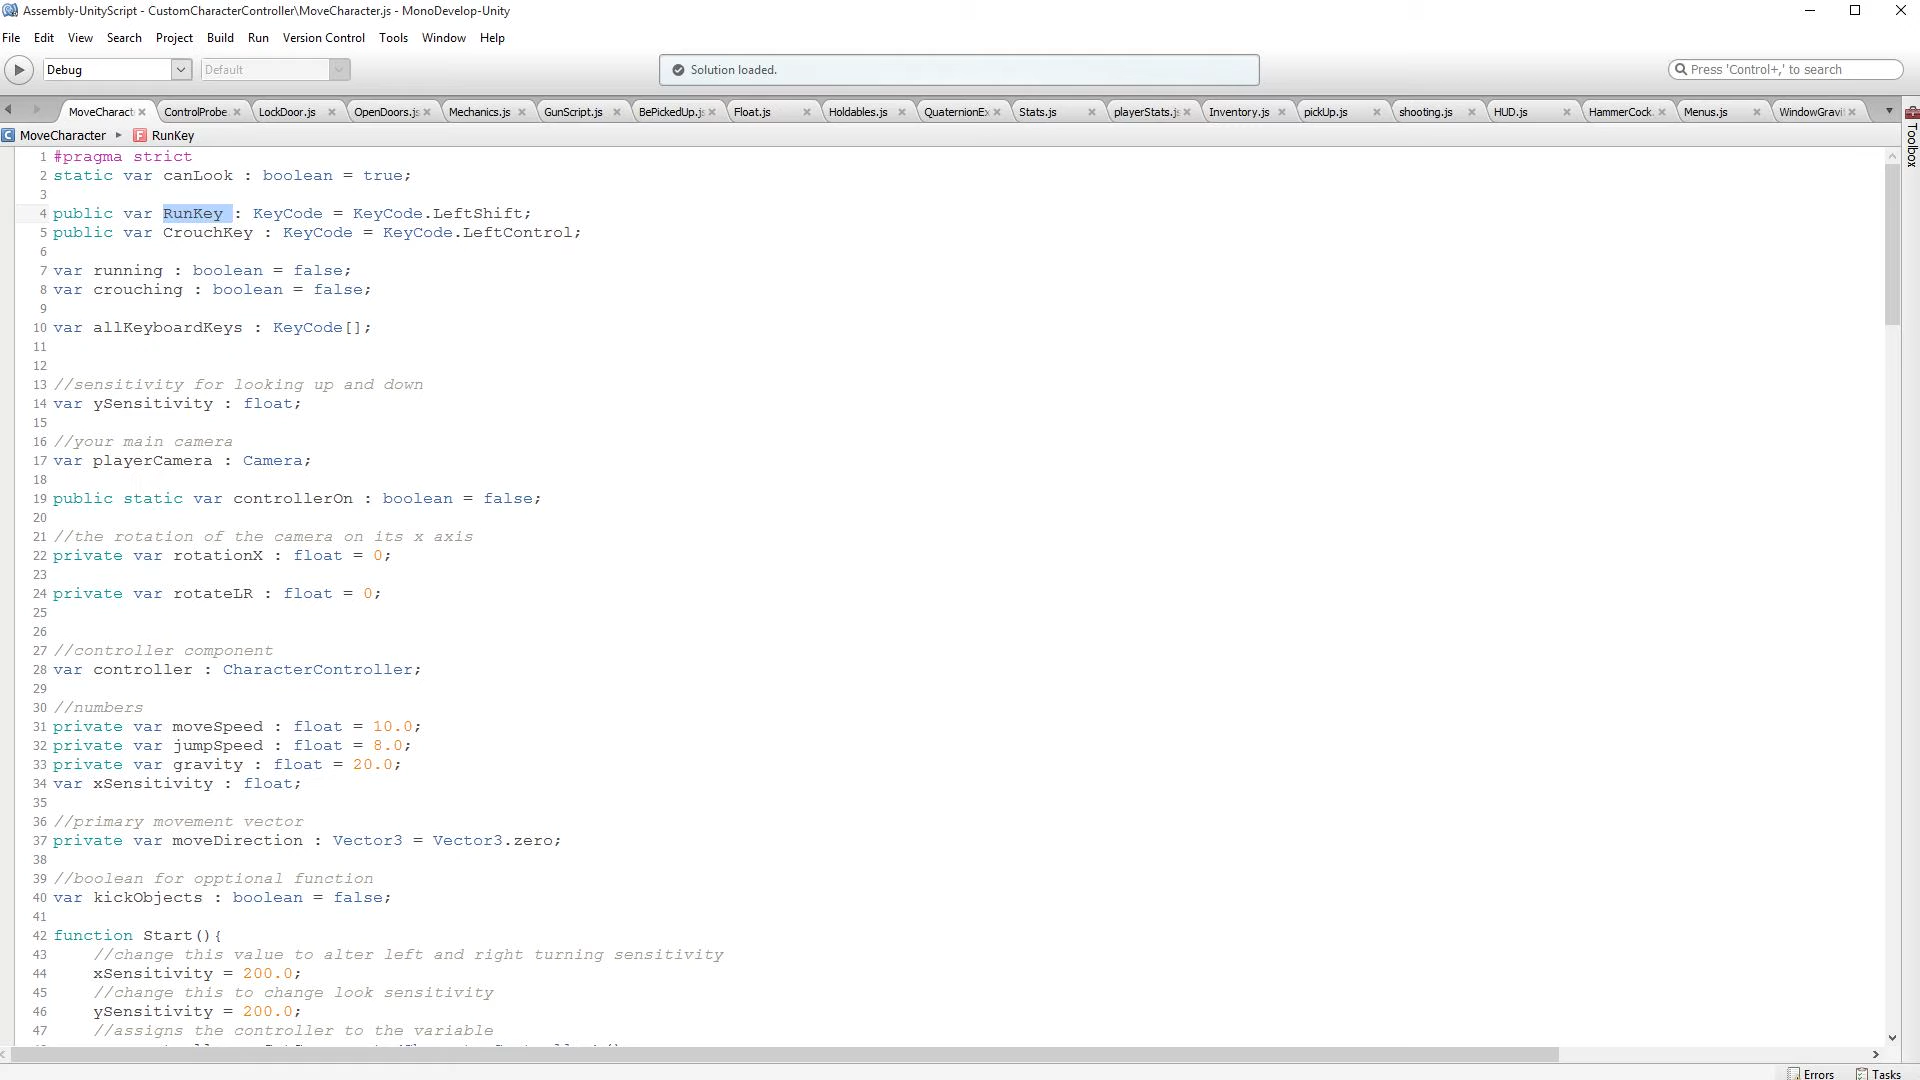 Assembly-UnityScript - CustomCharacterController\MoveCharacter.js - MonoDevelop-Unity
File Edit View Search Project Build Run Version Control Tools Window Help
Debug Default Solution loaded. Press 'Control+,' to search
MoveCharact ControlProbe LockDoor.js OpenDoors.js Mechanics.js GunScript.js BePickedUp.js Float.js Holdables.js QuaternionEx Stats.js playerStats.js Inventory.js pickUp.js shooting.js HUD.js HammerCock. Menus.js WindowGravi
Toolbox
MoveCharacter RunKey
1 #pragma strict
2 static var canLook : boolean = true;
3
4 public var RunKey : KeyCode = KeyCode.LeftShift;
5 public var CrouchKey : KeyCode = KeyCode.LeftControl;
6
7 var running : boolean = false;
8 var crouching : boolean = false;
9
10 var allKeyboardKeys : KeyCode[];
11
12
13 //sensitivity for looking up and down
14 var ySensitivity : float;
15
16 //your main camera
17 var playerCamera : Camera;
18
19 public static var controllerOn : boolean = false;
20
21 //the rotation of the camera on its x axis
22 private var rotationX : float = 0;
23
24 private var rotateLR : float = 0;
25
26
27 //controller component
28 var controller : CharacterController;
29
30 //numbers
31 private var moveSpeed : float = 10.0;
32 private var jumpSpeed : float = 8.0;
33 private var gravity : float = 20.0;
34 var xSensitivity : float;
35
36 //primary movement vector
37 private var moveDirection : Vector3 = Vector3.zero;
38
39 //boolean for opptional function
40 var kickObjects : boolean = false;
41
42 function Start(){
43 //change this value to alter left and right turning sensitivity
44 xSensitivity = 200.0;
45 //change this to change look sensitivity
46 ySensitivity = 200.0;
47 //assigns the controller to the variable
Errors Tasks